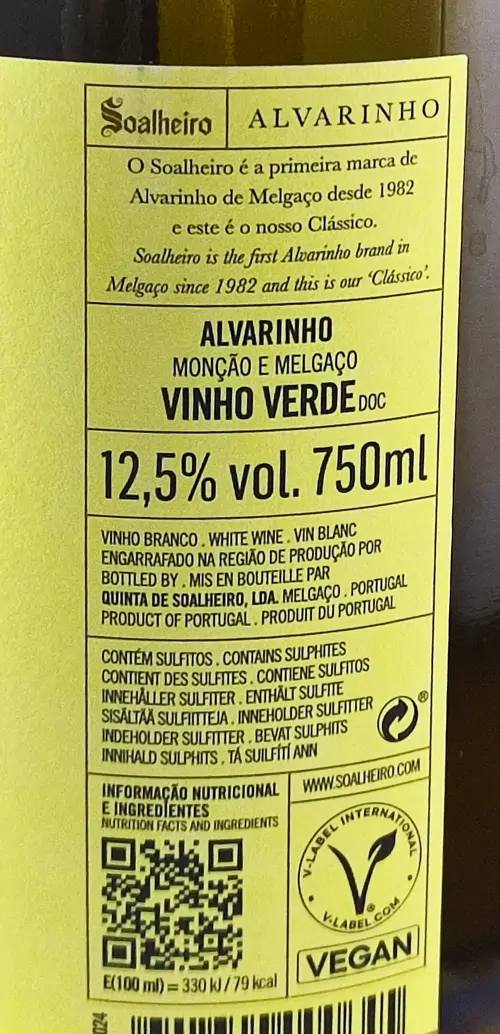 Soalheiro
ALVARINHO
O Soalheiro é a primeira marca de
Alvarinho de Melgaço desde 1982
e este é o nosso Clássico.
Soalheiro is the first Alvarinho brand in
Melgaço since 1982 and this is our ‘Clássico’.
ALVARINHO
MONÇÃO E MELGAÇO
VINHO VERDE DOC
12,5% vol. 750ml
VINHO BRANCO . WHITE WINE . VIN BLANC
ENGARRAFADO NA REGIÃO DE PRODUÇÃO POR
BOTTLED BY . MIS EN BOUTEILLE PAR
QUINTA DE SOALHEIRO, LDA. MELGAÇO . PORTUGAL
PRODUCT OF PORTUGAL . PRODUIT DU PORTUGAL
CONTÉM SULFITOS . CONTAINS SULPHITES
CONTIENT DES SULFITES . CONTIENE SULFITOS
INNEHÅLLER SULFITER . ENTHÄLT SULFITE
SISÄLTÄÄ SULFIITTEJA . INNEHOLDER SULFITTER
INDEHOLDER SULFITTER . BEVAT SULPHITS
INNIHALD SULPHITS . TÁ SUILFÍTÍ ANN
®
INFORMAÇÃO NUTRICIONAL
E INGREDIENTES
NUTRITION FACTS AND INGREDIENTS
E(100 ml) = 330 kJ / 79 kcal
WWW.SOALHEIRO.COM
V-LABEL INTERNATIONAL
®
V-LABEL.COM
VEGAN
024